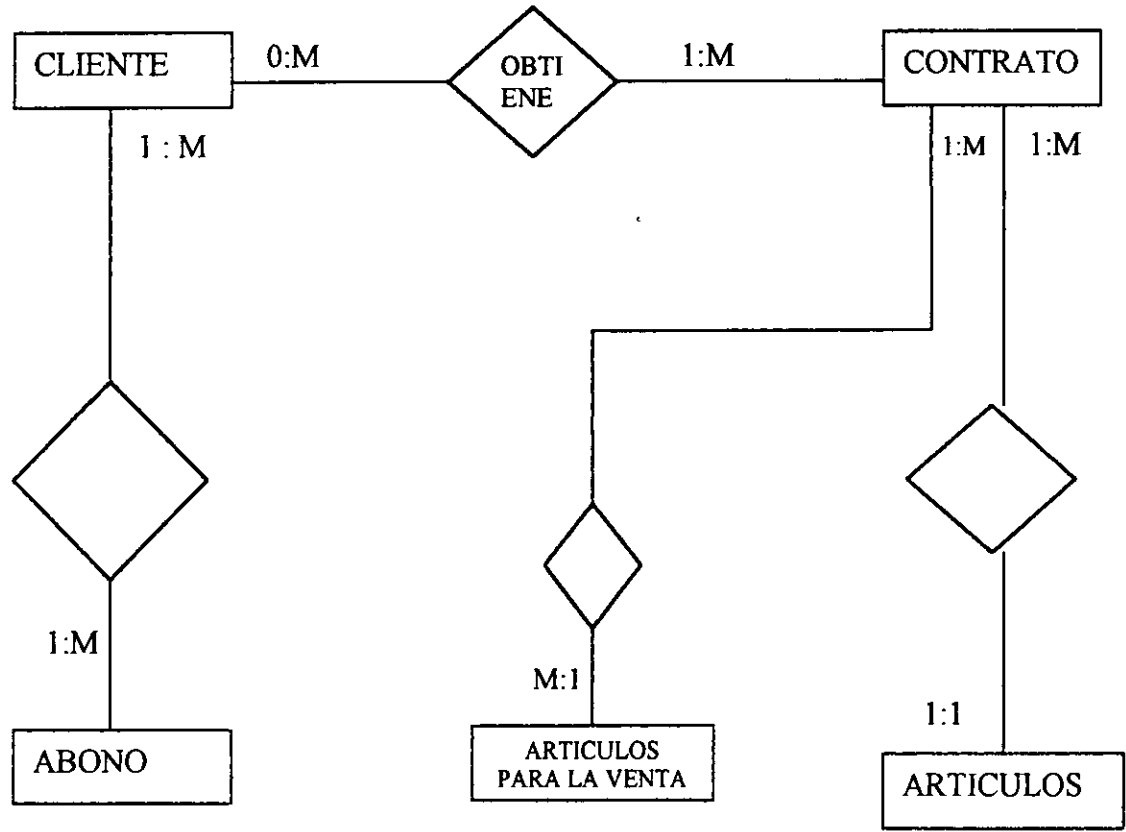 CLIENTE
0:M
OBTI
ENE
1:M
CONTRATO
1 : M
1:M
1:M
1:M
M:1
1:1
ABONO
ARTICULOS
PARA LA VENTA
ARTICULOS